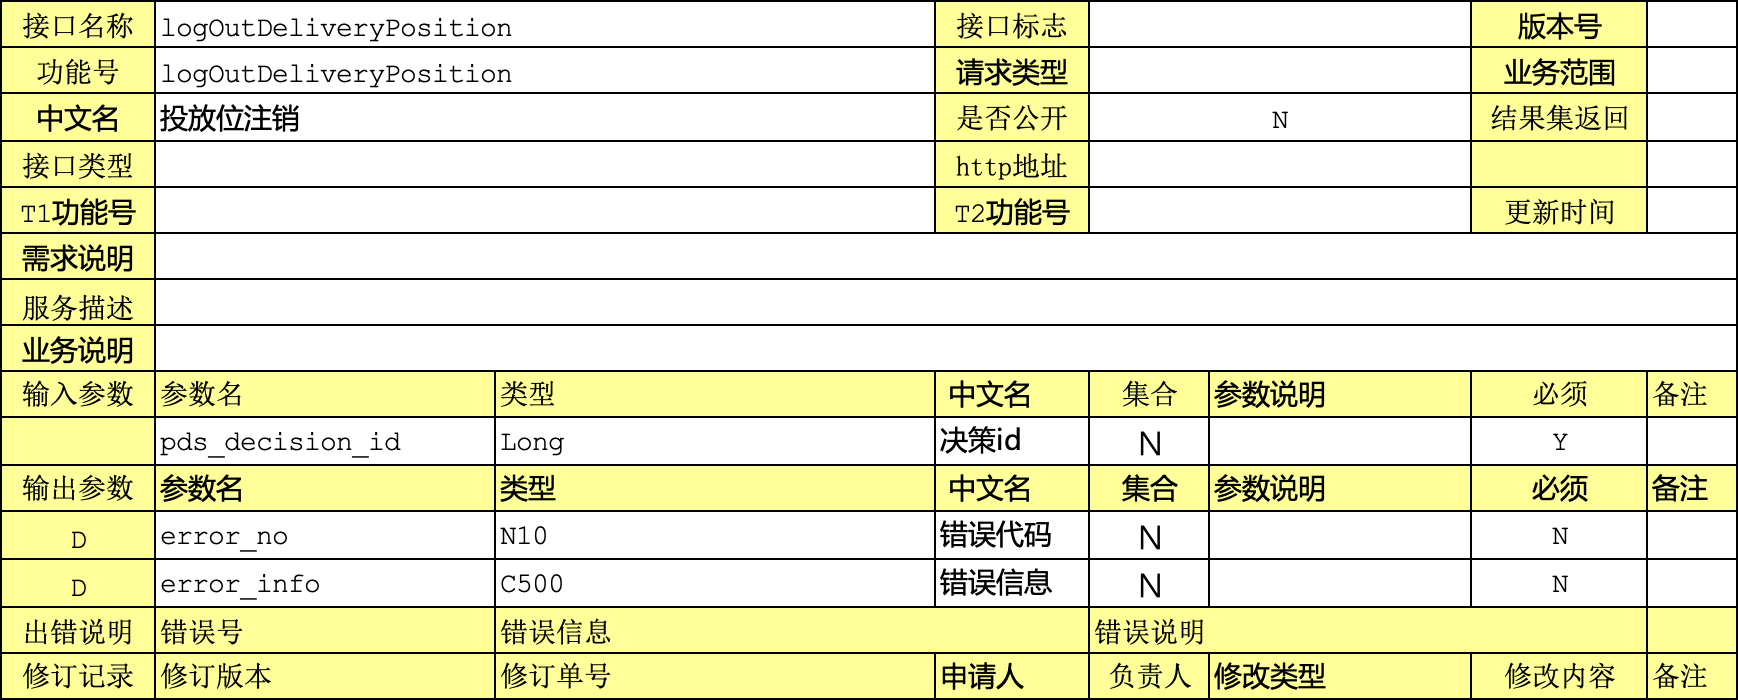 接口名称 logOutDeliveryPosition 接口标志 版本号
功能号 logOutDeliveryPosition 请求类型 业务范围
中文名 投放位注销 是否公开 N 结果集返回
接口类型 http地址
T1功能号 T2功能号 更新时间
需求说明
服务描述
业务说明
输入参数 参数名 类型 中文名 集合 参数说明 必须 备注
pds_decision_id Long 决策id N Y
输出参数 参数名 类型 中文名 集合 参数说明 必须 备注
D error_no N10 错误代码 N N
D error_info C500 错误信息 N N
出错说明 错误号 错误信息 错误说明
修订记录 修订版本 修订单号 申请人 负责人 修改类型 修改内容 备注